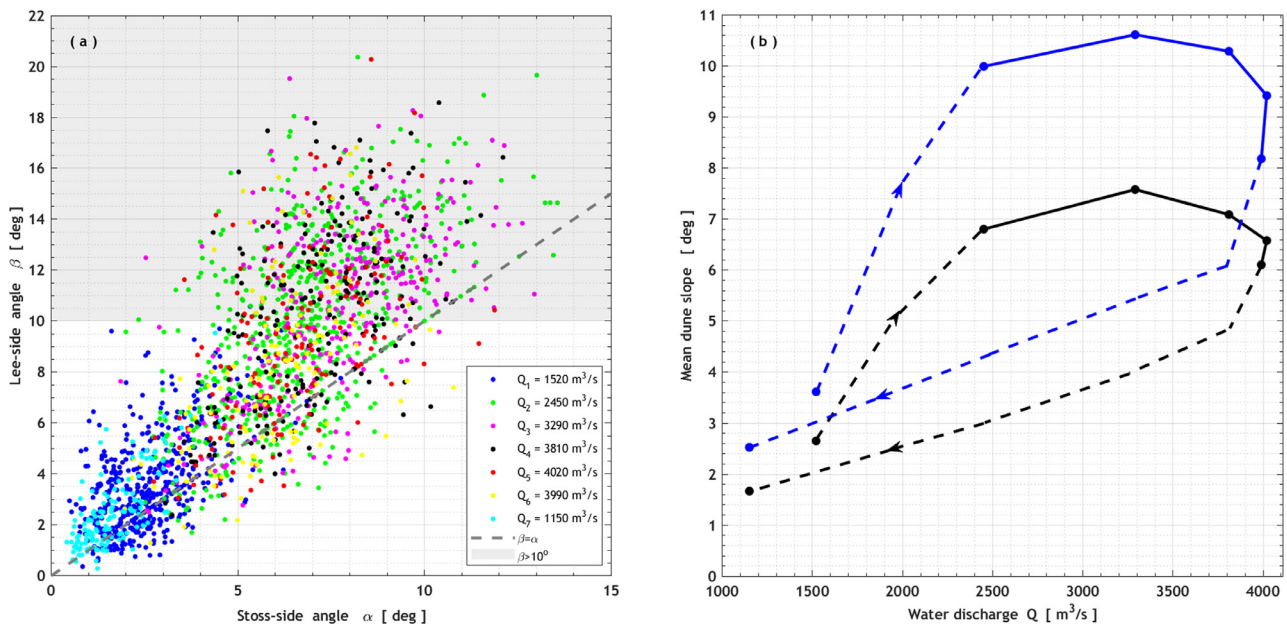 ( a )
22
20
18
16
14
12
10
8
6
4
2
0
Lee-side angle β [ deg ]
0
5
10
15
Stoss-side angle α [ deg ]
Q1 = 1520 m³/s
Q2 = 2450 m³/s
Q3 = 3290 m³/s
Q4 = 3810 m³/s
Q5 = 4020 m³/s
Q6 = 3990 m³/s
Q7 = 1150 m³/s
β=α
β>10º
( b )
11
10
9
8
7
6
5
4
3
2
1
0
Mean dune slope [ deg ]
1000
1500
2000
2500
3000
3500
4000
Water discharge Q [ m³/s ]